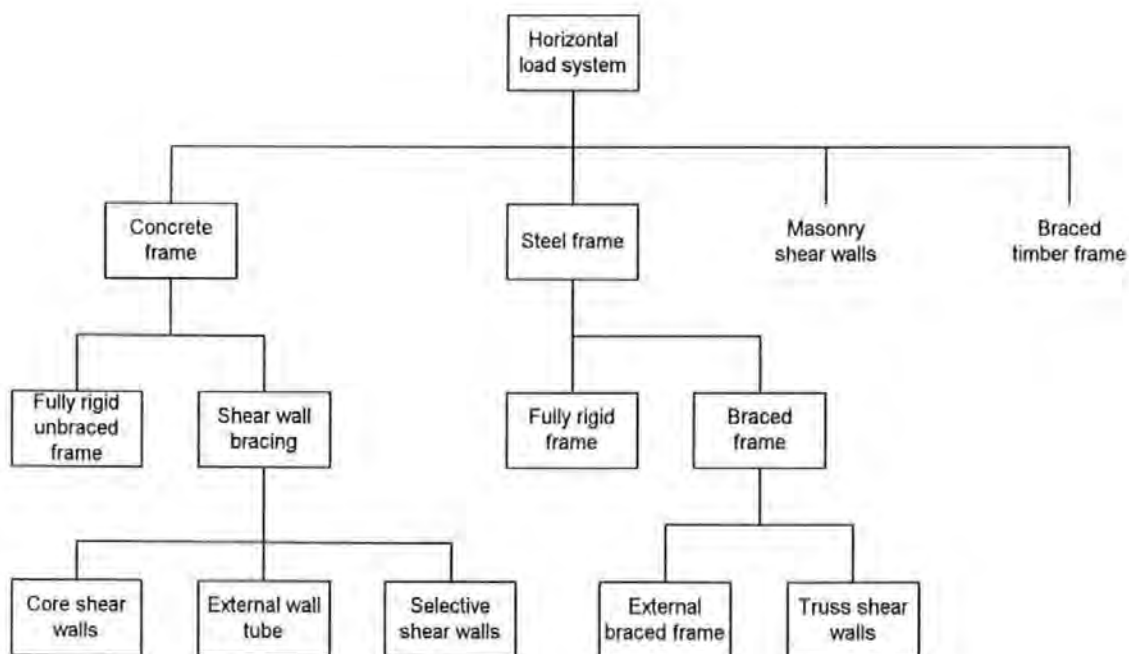 Horizontal
load system
Concrete
frame
Steel frame
Masonry
shear walls
Braced
timber frame
Fully rigid
unbraced
frame
Shear wall
bracing
Fully rigid
frame
Braced
frame
Core shear
walls
External wall
tube
Selective
shear walls
External
braced frame
Truss shear
walls